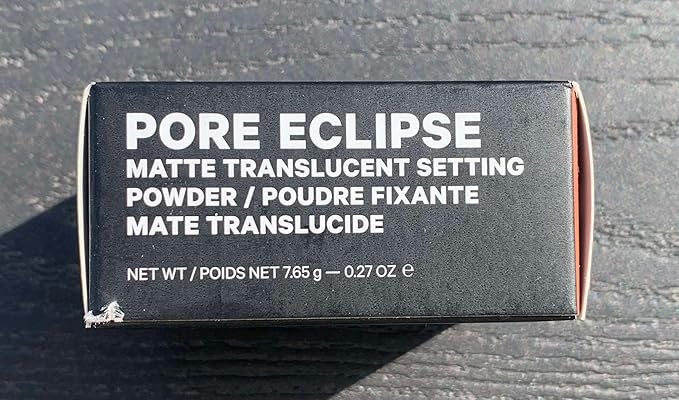 PORE ECLIPSE
MATTE TRANSLUCENT SETTING
POWDER / POUDRE FIXANTE
MATE TRANSLUCIDE
NET WT / POIDS NET 7.65 g — 0.27 OZ ℮